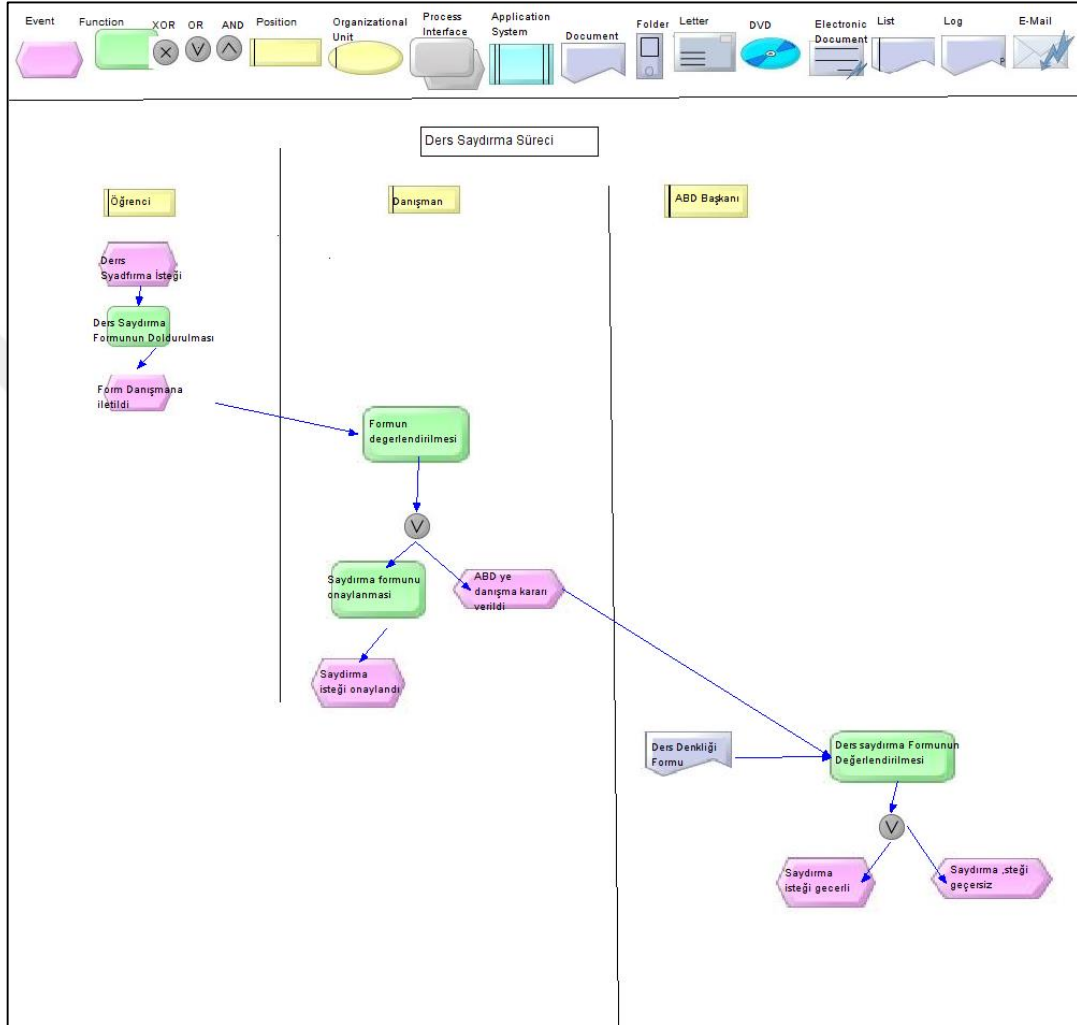 Event
Function
XOR
OR
AND
Position
Organizational
Unit
Process
Interface
Application
System
Document
Folder
Letter
DVD
Electronic
Document
List
Log
E-Mail
P
Ders Saydırma Süreci
Öğrenci
Danışman
ABD Başkanı
Derrs
Syadfırma İsteği
Ders Saydırma
Formunun Doldurulması
Form Danışmana
iletildi
Formun
degerlendirilmesi
Saydırma formunu
onaylanmasi
ABD ye
danışma kararı
verildi
Saydirma
isteği onaylandı
Ders Denkliği
Formu
Ders saydırma Formunun
Değerlendirilmesi
Saydırma
isteği gecerli
Saydırma ,steği
geçersiz